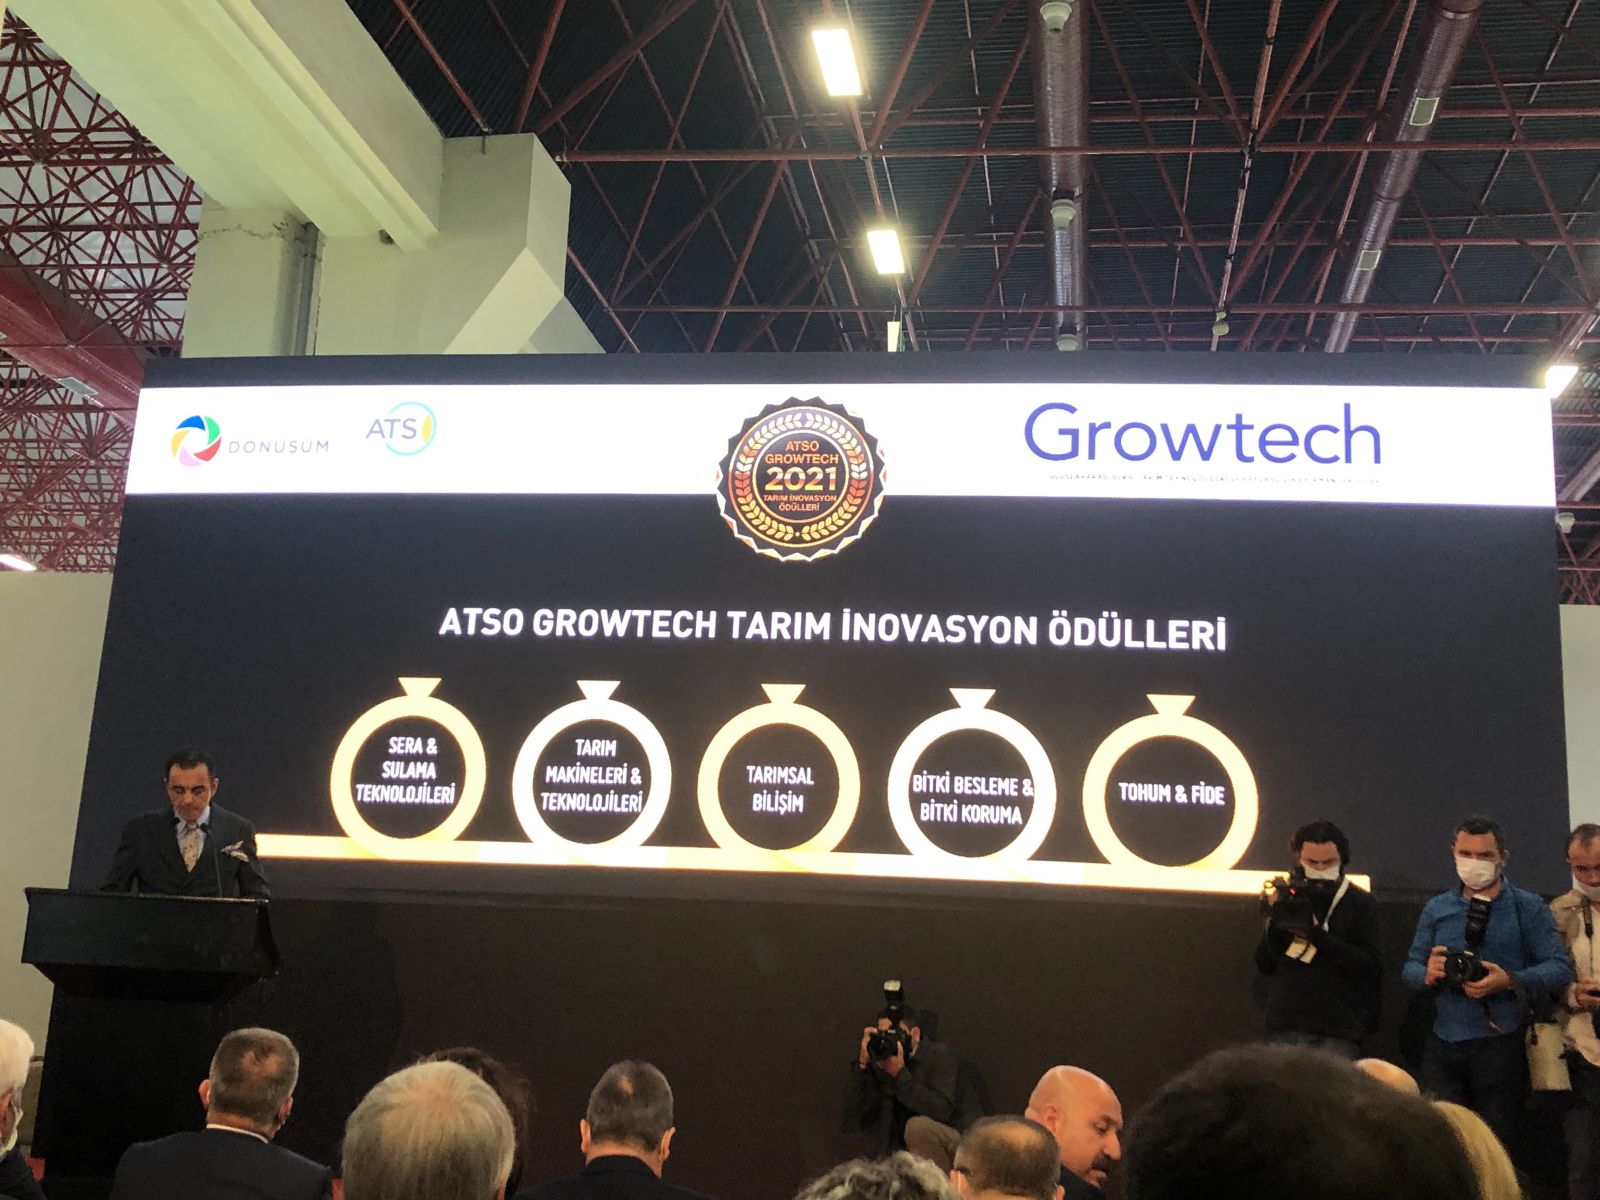 DONUSUM
ATSO
Growtech
ATSO
GROWTECH
2021
TARIM İNOVASYON
ÖDÜLLERİ
ATSO GROWTECH TARIM İNOVASYON ÖDÜLLERİ
SERA &
SULAMA
TEKNOLOJİLERİ
TARIM
MAKİNELERİ &
TEKNOLOJİLERİ
TARIMSAL
BİLİŞİM
BİTKİ BESLEME &
BİTKİ KORUMA
TOHUM & FİDE